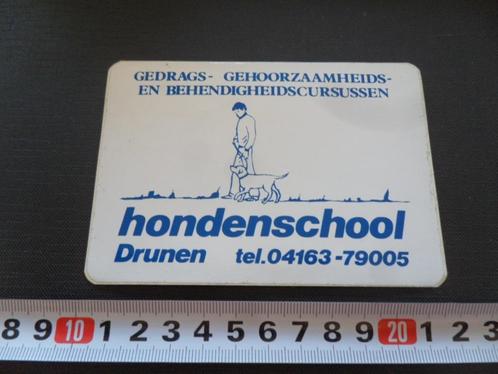 GEDRAGS- GEHOORZAAMHEIDS-
EN BEHENDIGHEIDSCURSUSSEN
hondenschool
Drunen tel.04163-79005
8 9 10 1 2 3 4 5 6 7 8 9 20 1 2 3